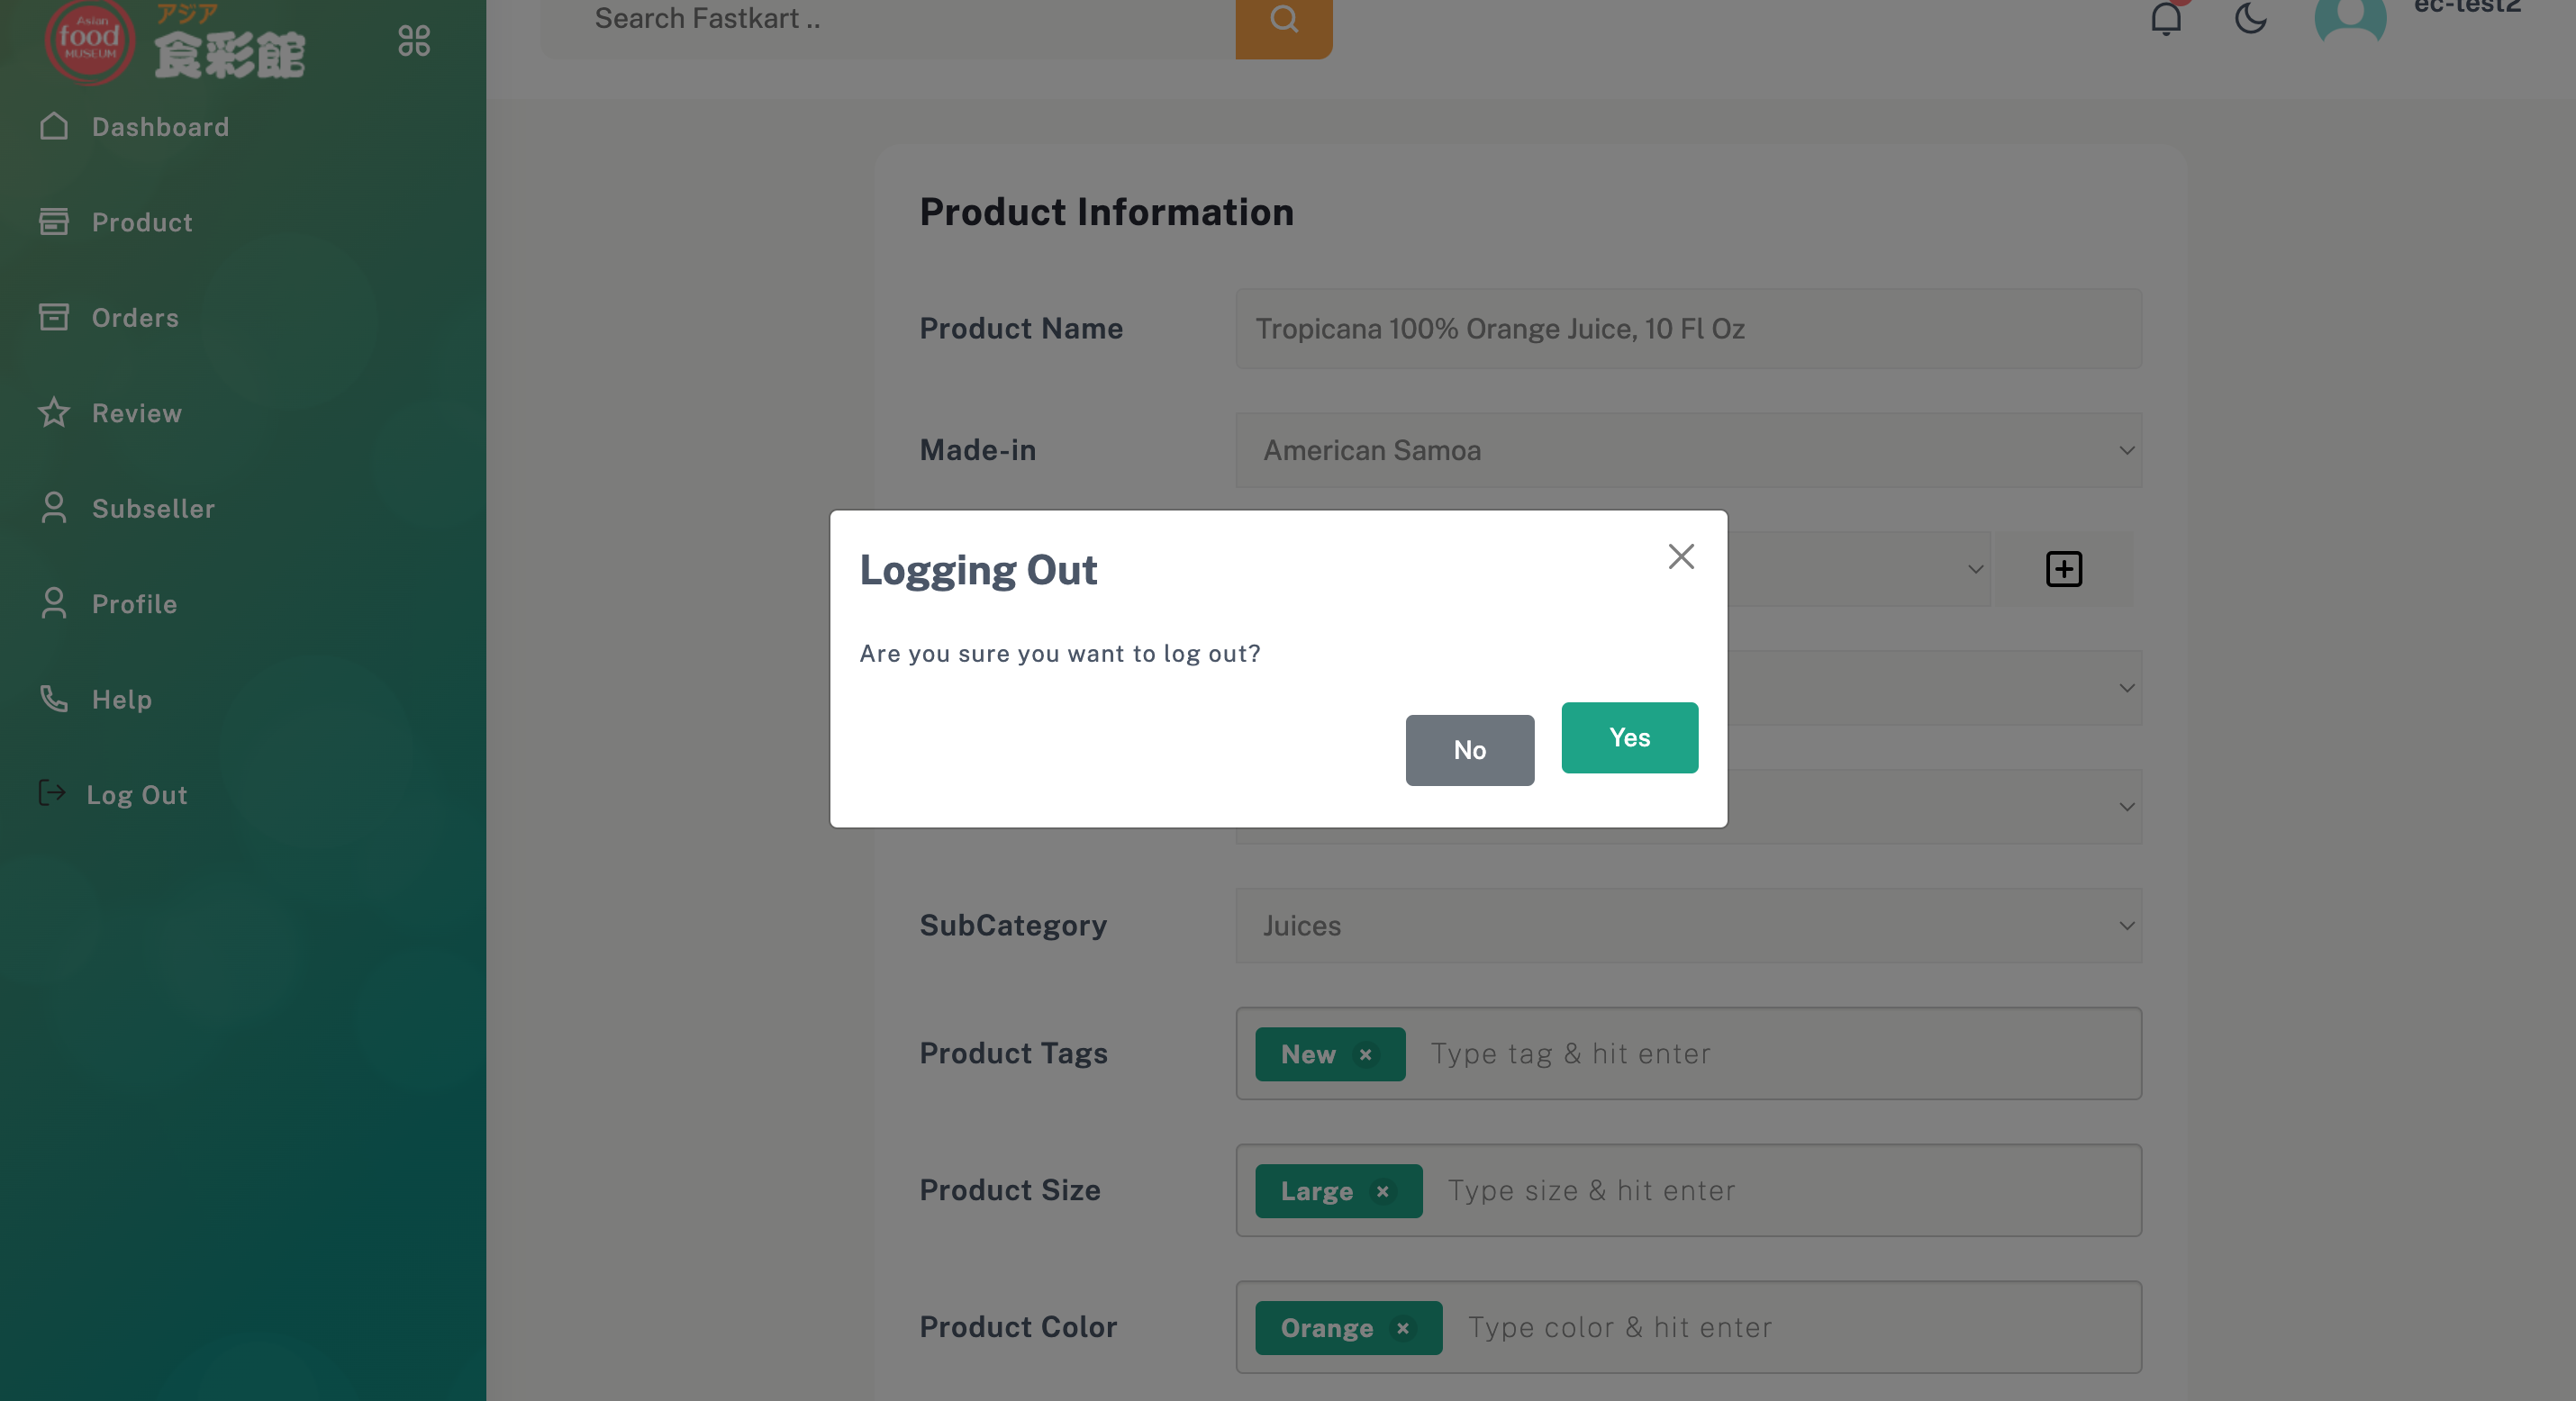 Asian
food
MUSEUM
アジア
食彩館
Search Fastkart ..
ec-test2
Dashboard
Product
Orders
Review
Subseller
Profile
Help
Log Out
Product Information
Product Name
Tropicana 100% Orange Juice, 10 Fl Oz
Made-in
American Samoa
Logging Out
Are you sure you want to log out?
No
Yes
SubCategory
Juices
Product Tags
New ×
Type tag & hit enter
Product Size
Large ×
Type size & hit enter
Product Color
Orange ×
Type color & hit enter